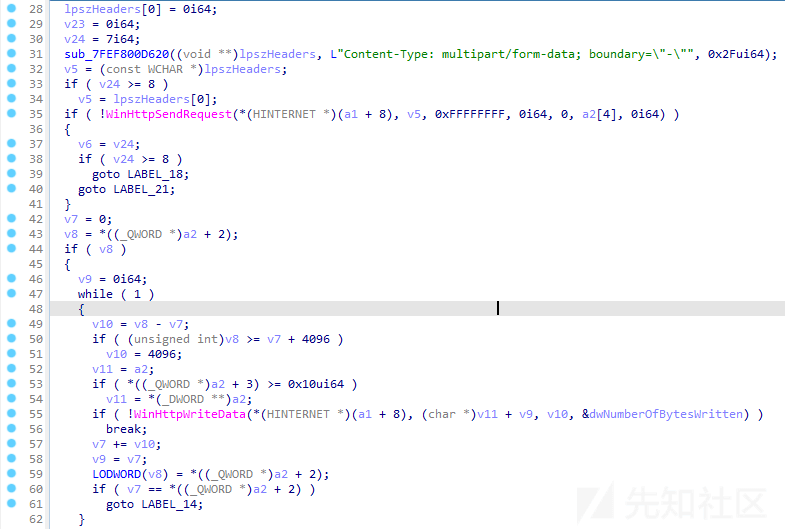 28 lpszHeaders[0] = 0i64;
29 v23 = 0i64;
30 v24 = 7i64;
31 sub_7FEF800D620((void **)lpszHeaders, L"Content-Type: multipart/form-data; boundary=\"-\"", 0x2Fui64);
32 v5 = (const WCHAR *)lpszHeaders;
33 if ( v24 >= 8 )
34 v5 = lpszHeaders[0];
35 if ( !WinHttpSendRequest(*(HINTERNET *)(a1 + 8), v5, 0xFFFFFFFF, 0i64, 0, a2[4], 0i64) )
36 {
37 v6 = v24;
38 if ( v24 >= 8 )
39 goto LABEL_18;
40 goto LABEL_21;
41 }
42 v7 = 0;
43 v8 = *((_QWORD *)a2 + 2);
44 if ( v8 )
45 {
46 v9 = 0i64;
47 while ( 1 )
48 {
49 v10 = v8 - v7;
50 if ( (unsigned int)v8 >= v7 + 4096 )
51 v10 = 4096;
52 v11 = a2;
53 if ( *((_QWORD *)a2 + 3) >= 0x10ui64 )
54 v11 = *(_DWORD **)a2;
55 if ( !WinHttpWriteData(*(HINTERNET *)(a1 + 8), (char *)v11 + v9, v10, &dwNumberOfBytesWritten) )
56 break;
57 v7 += v10;
58 v9 = v7;
59 LODWORD(v8) = *((_QWORD *)a2 + 2);
60 if ( v7 == *((_QWORD *)a2 + 2) )
61 goto LABEL_14;
62 }
先知社区